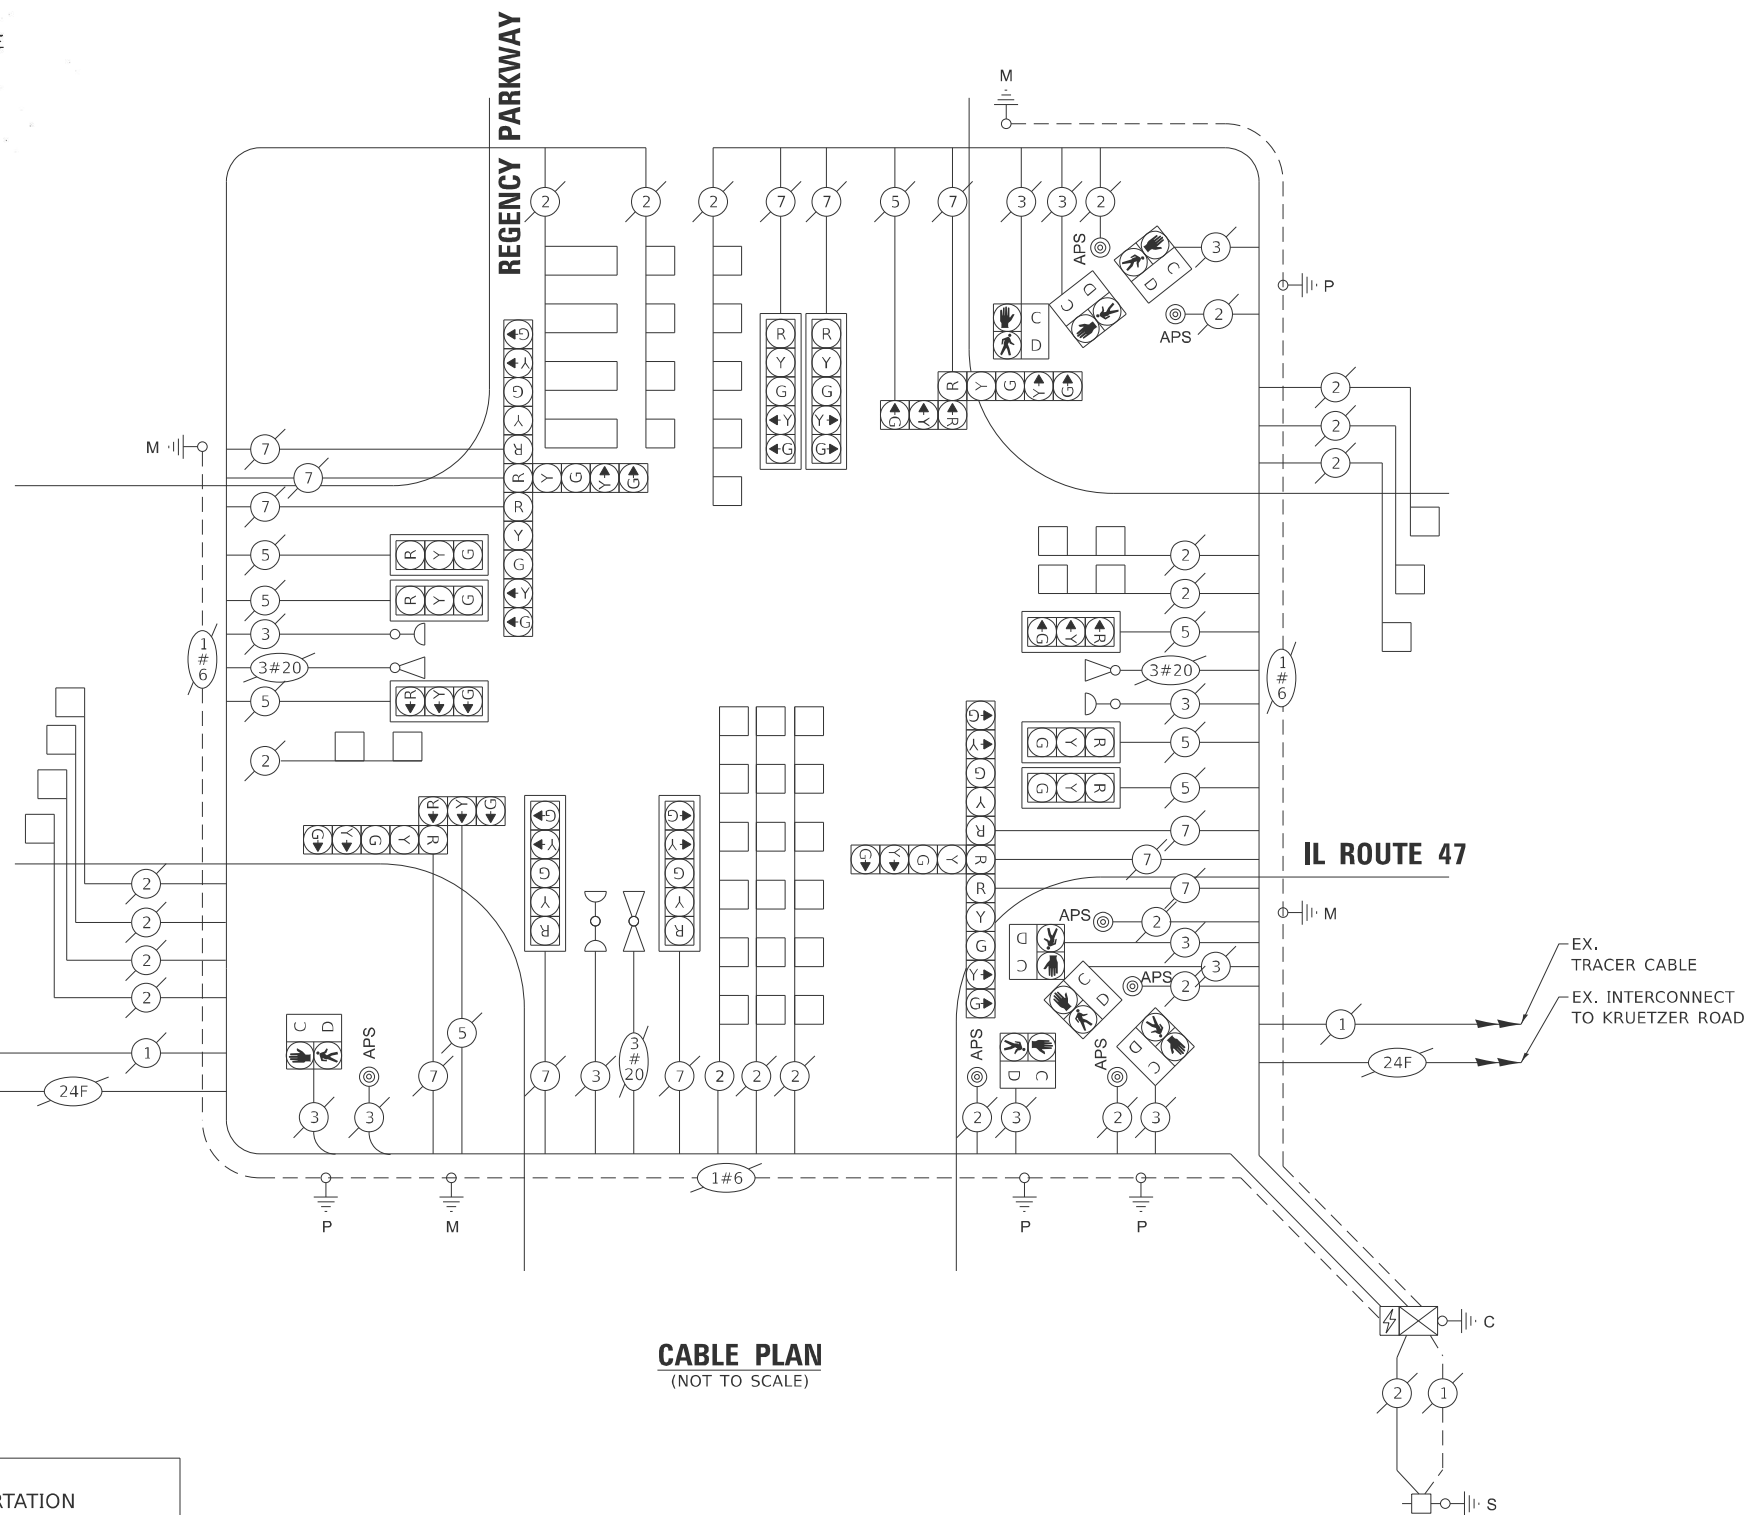 E
REGENCY PARKWAY
M
2 2 2 7 7 5 7 3 3 2
APS
C D
3
P
2
APS
C D
C D
G Y G Y R
R Y G Y G
R Y G Y G
R Y G Y G
G Y R
2
2
2
M
7
7
7
R Y G Y G
R Y G Y G
5
R Y G
5
R Y G
3
3#20
5
R Y G
2
1 #6
2
2
G Y R
5
3#20
3
G Y R
5
G Y R
5
1 #6
7
7
7
IL ROUTE 47
R Y G
G Y G Y R
G Y G Y R
G Y G Y R
G Y G Y R
G Y G Y R
R Y G Y G
2
2
2
2
1
24F
APS
2
D C
3
3
APS
2
C D
M
EX.
TRACER CABLE
EX. INTERCONNECT
TO KRUETZER ROAD
1
24F
C D
APS
3
3
7
5
7
3
3 # 20
7
2
2
2
APS
D C
APS
D C
2
3
2
3
1#6
P
M
P
P
C
CABLE PLAN
(NOT TO SCALE)
2
1
S
RTATION